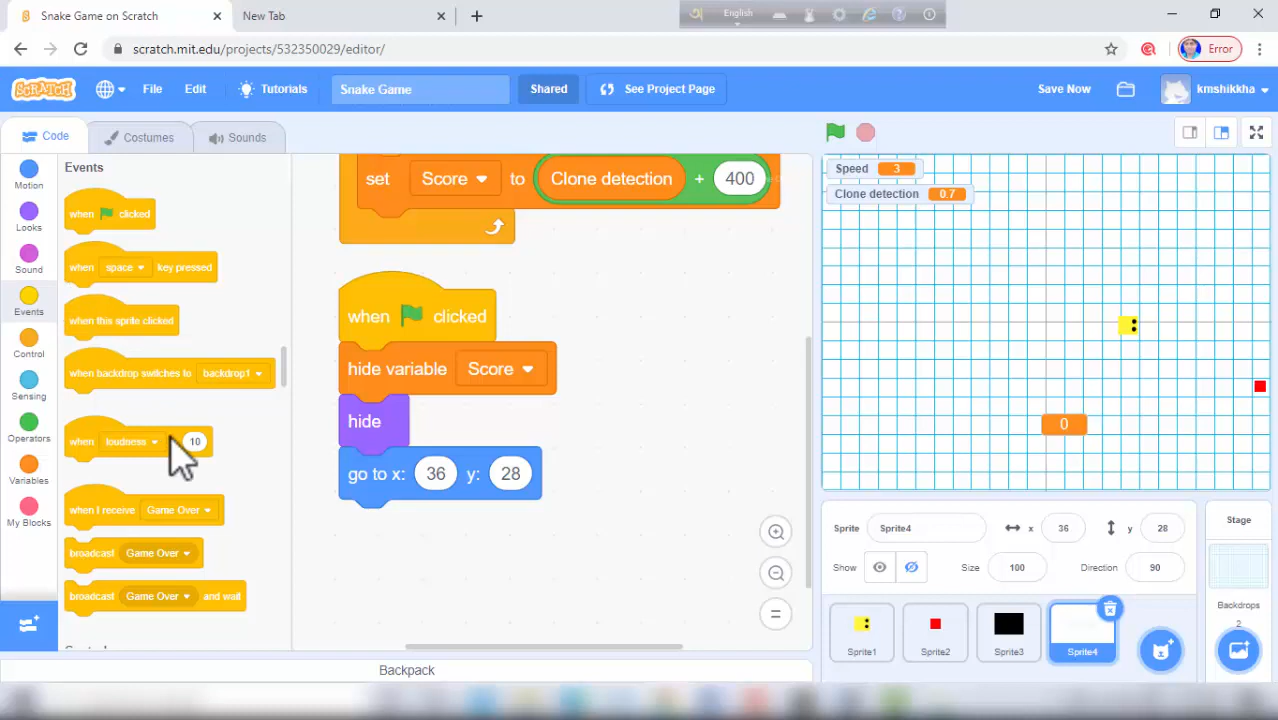 Snake Game on Scratch
New Tab
English
scratch.mit.edu/projects/532350029/editor/
Error
SCRATCH
File
Edit
Tutorials
Snake Game
Shared
See Project Page
Save Now
kmshikkha
Code
Costumes
Sounds
Motion
Looks
Sound
Events
Control
Sensing
Operators
Variables
My Blocks
Events
when clicked
when space key pressed
when this sprite clicked
when backdrop switches to backdrop1
when loudness 10
when I receive Game Over
broadcast Game Over
broadcast Game Over and wait
set Score to Clone detection + 400
when clicked
hide variable Score
hide
go to x: 36 y: 28
Backpack
Speed 3
Clone detection 0.7
0
Sprite Sprite4 x 36 y 28
Show Size 100 Direction 90
Sprite1
Sprite2
Sprite3
Sprite4
Stage
Backdrops
2